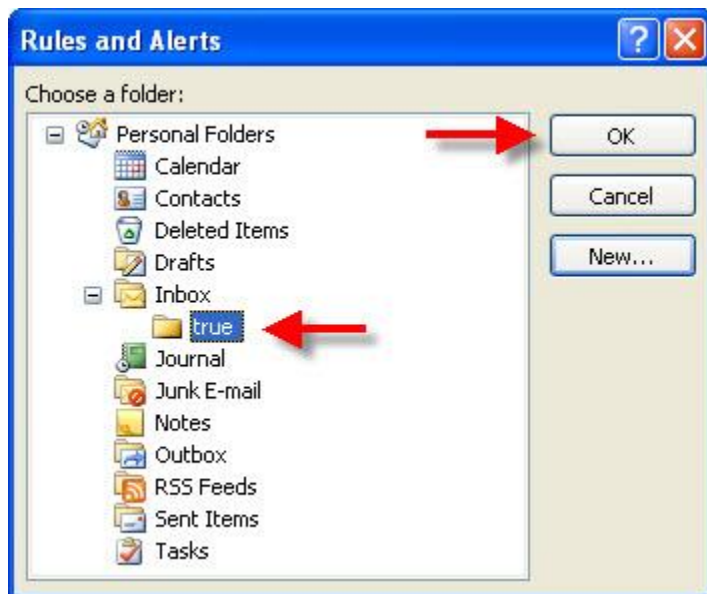 Rules and Alerts
Choose a folder:
Personal Folders
Calendar
Contacts
Deleted Items
Drafts
Inbox
true
Journal
Junk E-mail
Notes
Outbox
RSS Feeds
Sent Items
Tasks
OK
Cancel
New...